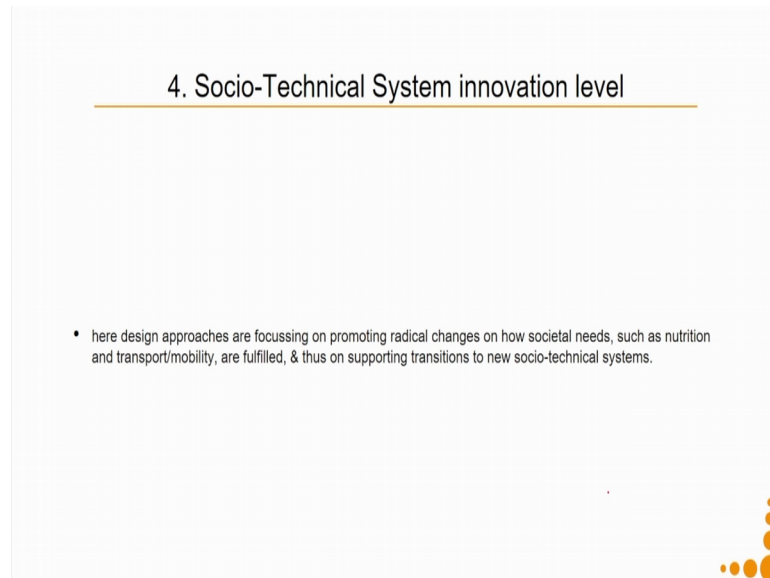 4. Socio-Technical System innovation level
• here design approaches are focussing on promoting radical changes on how societal needs, such as nutrition
and transport/mobility, are fulfilled, & thus on supporting transitions to new socio-technical systems.